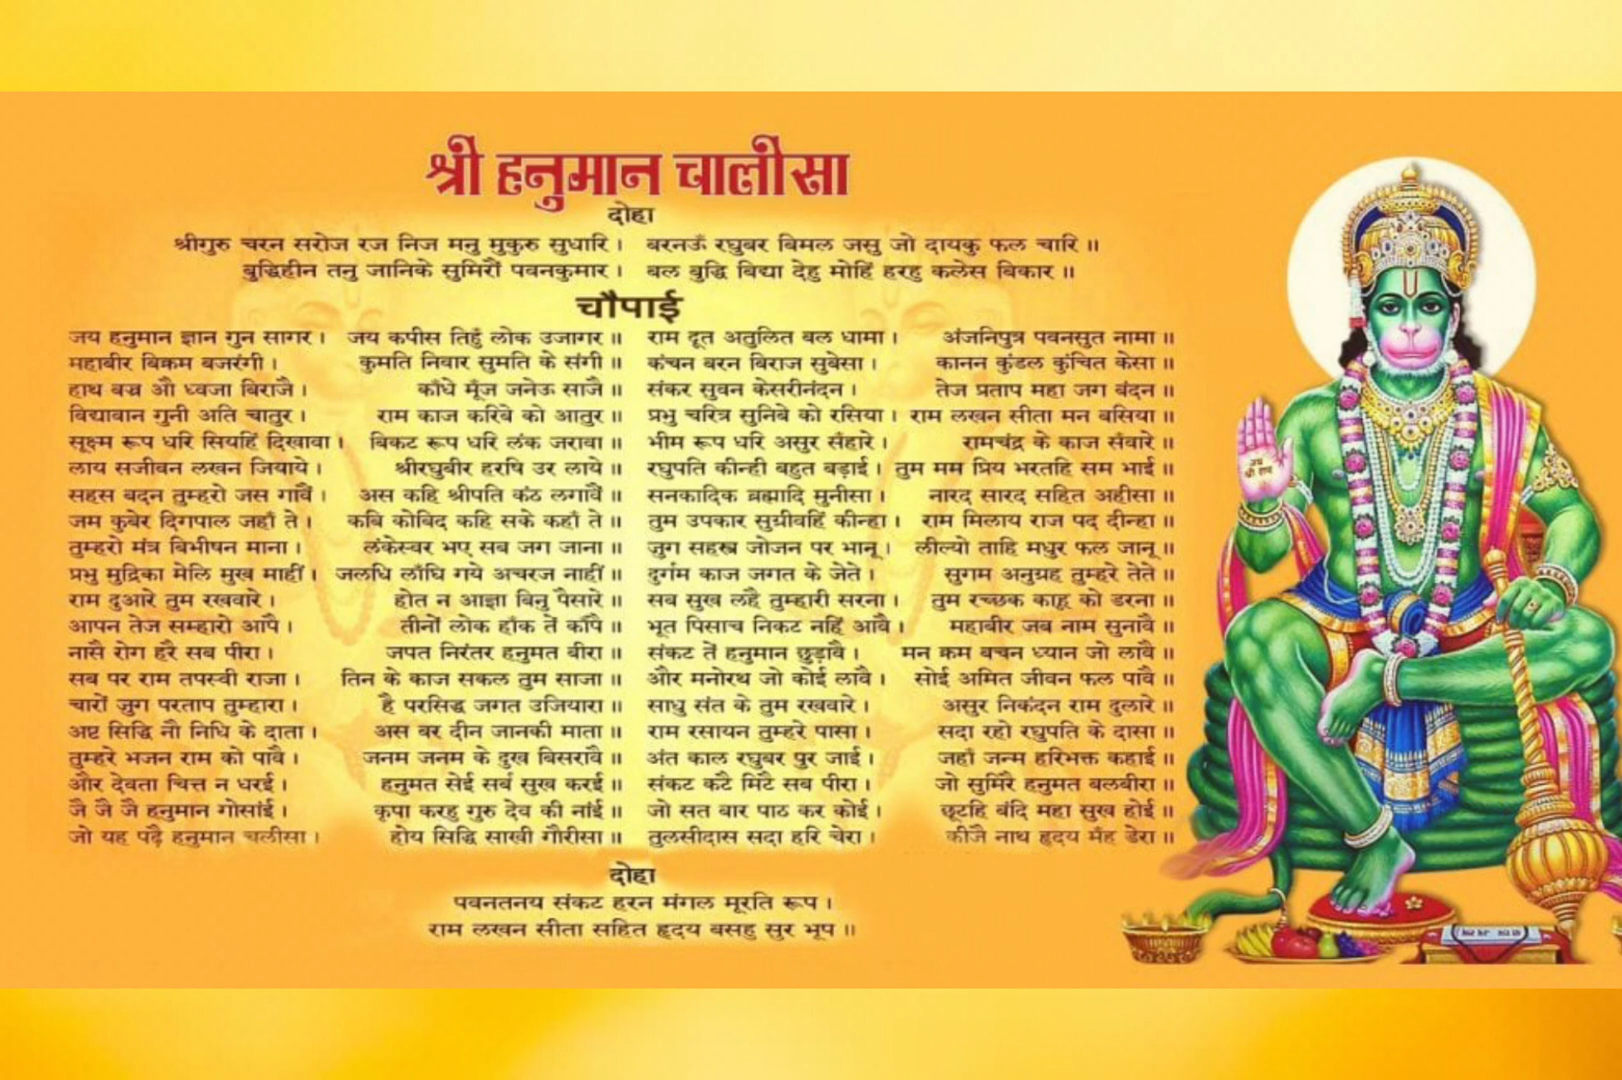 श्री हनुमान चालीसा
दोहा
श्रीगुरु चरन सरोज रज निज मनु मुकुरु सुधारि। बरनऊँ रघुबर बिमल जसु जो दायकु फल चारि॥
बुद्धिहीन तनु जानिके सुमिरौं पवनकुमार। बल बुद्धि बिद्या देहु मोहिं हरहु कलेस बिकार॥
चौपाई
जय हनुमान ज्ञान गुन सागर। जय कपीस तिहुँ लोक उजागर॥ राम दूत अतुलित बल धामा। अंजनिपुत्र पवनसुत नामा॥
महाबीर बिक्रम बजरंगी। कुमति निवार सुमति के संगी॥ कंचन बरन बिराज सुबेसा। कानन कुंडल कुंचित केसा॥
हाथ बज्र औ ध्वजा बिराजै। काँधे मूँज जनेऊ साजै॥ संकर सुवन केसरीनंदन। तेज प्रताप महा जग बंदन॥
बिद्यावान गुनी अति चातुर। राम काज करिबे को आतुर॥ प्रभु चरित्र सुनिबे को रसिया। राम लखन सीता मन बसिया॥
सूक्ष्म रूप धरि सियहिं दिखावा। बिकट रूप धरि लंक जरावा॥ भीम रूप धरि असुर सँहारे। रामचंद्र के काज सँवारे॥
लाय सजीवन लखन जियाये। श्रीरघुबीर हरषि उर लाये॥ रघुपति कीन्ही बहुत बड़ाई। तुम मम प्रिय भरतहि सम भाई॥
सहस बदन तुम्हरो जस गावैं। अस कहि श्रीपति कंठ लगावैं॥ सनकादिक ब्रह्मादि मुनीसा। नारद सारद सहित अहीसा॥
जम कुबेर दिगपाल जहाँ ते। कबि कोबिद कहि सके कहाँ ते॥ तुम उपकार सुग्रीवहिं कीन्हा। राम मिलाय राज पद दीन्हा॥
तुम्हरो मंत्र बिभीषन माना। लंकेस्वर भए सब जग जाना॥ जुग सहस्त्र जोजन पर भानू। लील्यो ताहि मधुर फल जानू॥
प्रभु मुद्रिका मेलि मुख माहीं। जलधि लाँघि गये अचरज नाहीं॥ दुर्गम काज जगत के जेते। सुगम अनुग्रह तुम्हरे तेते॥
राम दुआरे तुम रखवारे। होत न आज्ञा बिनु पैसारे॥ सब सुख लहै तुम्हारी सरना। तुम रच्छक काहू को डरना॥
आपन तेज सम्हारो आपै। तीनों लोक हाँक तें काँपै॥ भूत पिसाच निकट नहिं आवै। महाबीर जब नाम सुनावै॥
नासै रोग हरै सब पीरा। जपत निरंतर हनुमत बीरा॥ संकट तें हनुमान छुड़ावै। मन क्रम बचन ध्यान जो लावै॥
सब पर राम तपस्वी राजा। तिन के काज सकल तुम साजा॥ और मनोरथ जो कोई लावै। सोई अमित जीवन फल पावै॥
चारों जुग परताप तुम्हारा। है परसिद्ध जगत उजियारा॥ साधु संत के तुम रखवारे। असुर निकंदन राम दुलारे॥
अष्ट सिद्धि नौ निधि के दाता। अस बर दीन जानकी माता॥ राम रसायन तुम्हरे पासा। सदा रहो रघुपति के दासा॥
तुम्हरे भजन राम को पावै। जनम जनम के दुख बिसरावै॥ अंत काल रघुबर पुर जाई। जहाँ जन्म हरिभक्त कहाई॥
और देवता चित्त न धरई। हनुमत सेई सर्ब सुख करई॥ संकट कटै मिटै सब पीरा। जो सुमिरै हनुमत बलबीरा॥
जै जै जै हनुमान गोसांई। कृपा करहु गुरु देव की नांई॥ जो सत बार पाठ कर कोई। छूटहि बंदि महा सुख होई॥
जो यह पढ़ै हनुमान चलीसा। होय सिद्धि साखी गौरीसा॥ तुलसीदास सदा हरि चेरा। कीजै नाथ हृदय मँह डेरा॥
दोहा
पवनतनय संकट हरन मंगल मूरति रूप।
राम लखन सीता सहित हृदय बसहु सुर भूप॥
जय
श्री राम